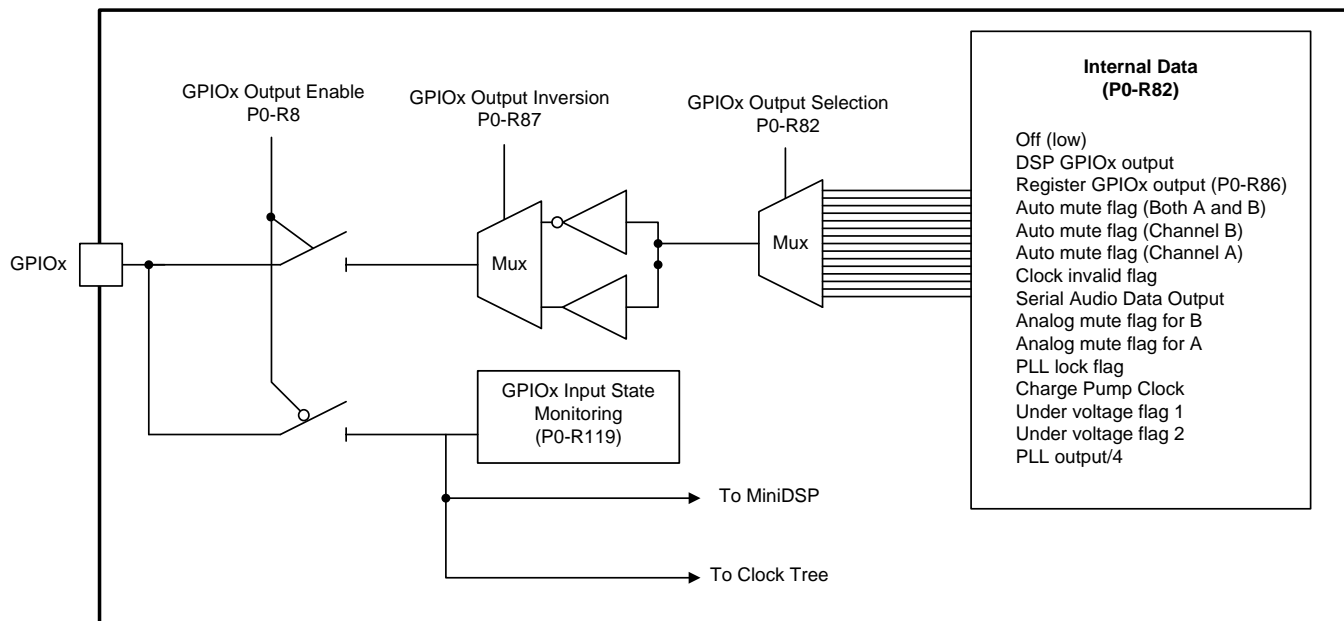 GPIOx Output Enable
P0-R8
GPIOx Output Inversion
P0-R87
GPIOx Output Selection
P0-R82
Internal Data
(P0-R82)
Off (low)
DSP GPIOx output
Register GPIOx output (P0-R86)
Auto mute flag (Both A and B)
Auto mute flag (Channel B)
Auto mute flag (Channel A)
Clock invalid flag
Serial Audio Data Output
Analog mute flag for B
Analog mute flag for A
PLL lock flag
Charge Pump Clock
Under voltage flag 1
Under voltage flag 2
PLL output/4
GPIOx
Mux
Mux
GPIOx Input State
Monitoring
(P0-R119)
To MiniDSP
To Clock Tree